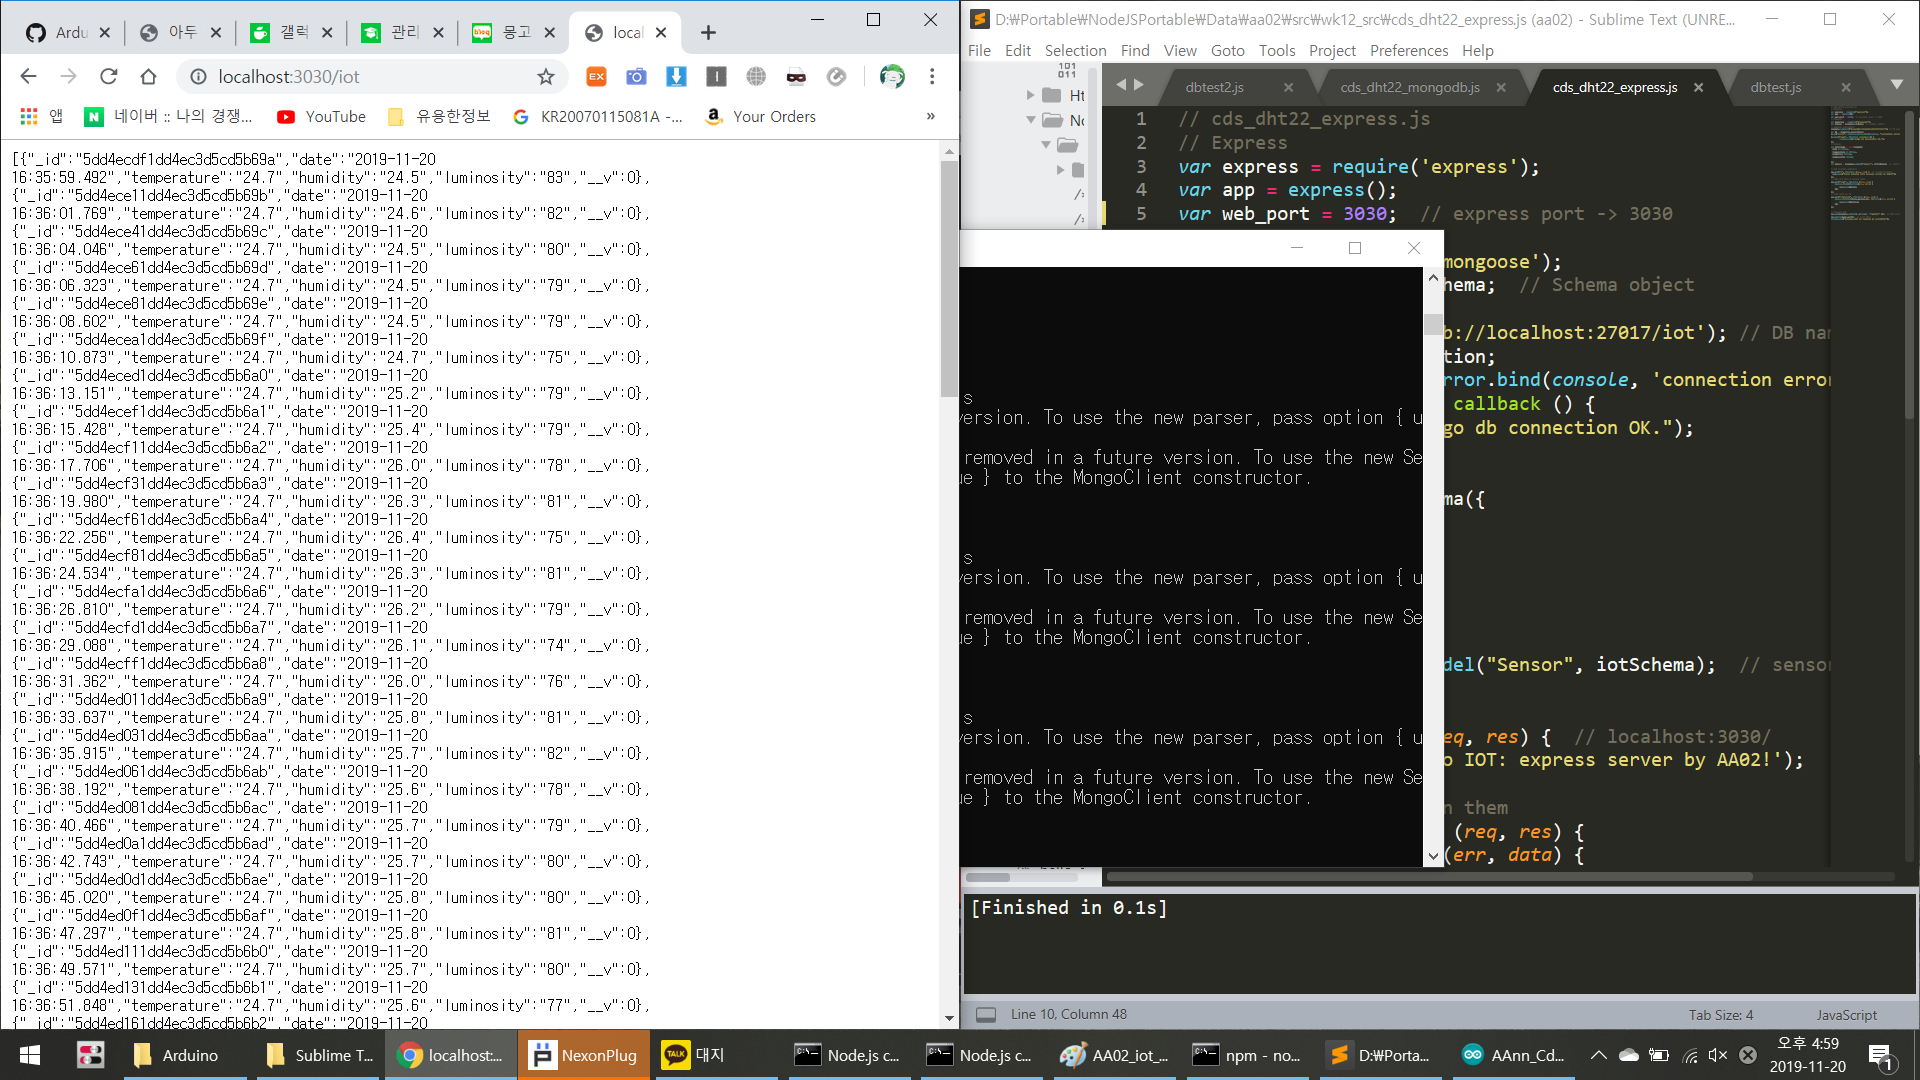 Ardu
아두
갤럭
관리
몽고
local
localhost:3030/iot
앱
네이버 :: 나의 경쟁...
YouTube
유용한정보
KR20070115081A -...
Your Orders
»
[{"_id":"5dd4ecdf1dd4ec3d5cd5b69a","date":"2019-11-20
16:35:59.492","temperature":"24.7","humidity":"24.5","luminosity":"83","__v":0},
{"_id":"5dd4ece11dd4ec3d5cd5b69b","date":"2019-11-20
16:36:01.769","temperature":"24.7","humidity":"24.6","luminosity":"82","__v":0},
{"_id":"5dd4ece41dd4ec3d5cd5b69c","date":"2019-11-20
16:36:04.046","temperature":"24.7","humidity":"24.5","luminosity":"80","__v":0},
{"_id":"5dd4ece61dd4ec3d5cd5b69d","date":"2019-11-20
16:36:06.323","temperature":"24.7","humidity":"24.5","luminosity":"79","__v":0},
{"_id":"5dd4ece81dd4ec3d5cd5b69e","date":"2019-11-20
16:36:08.602","temperature":"24.7","humidity":"24.5","luminosity":"79","__v":0},
{"_id":"5dd4ecea1dd4ec3d5cd5b69f","date":"2019-11-20
16:36:10.873","temperature":"24.7","humidity":"24.7","luminosity":"75","__v":0},
{"_id":"5dd4eced1dd4ec3d5cd5b6a0","date":"2019-11-20
16:36:13.151","temperature":"24.7","humidity":"25.2","luminosity":"79","__v":0},
{"_id":"5dd4ecef1dd4ec3d5cd5b6a1","date":"2019-11-20
16:36:15.428","temperature":"24.7","humidity":"25.4","luminosity":"79","__v":0},
{"_id":"5dd4ecf11dd4ec3d5cd5b6a2","date":"2019-11-20
16:36:17.706","temperature":"24.7","humidity":"26.0","luminosity":"78","__v":0},
{"_id":"5dd4ecf31dd4ec3d5cd5b6a3","date":"2019-11-20
16:36:19.980","temperature":"24.7","humidity":"26.3","luminosity":"81","__v":0},
{"_id":"5dd4ecf61dd4ec3d5cd5b6a4","date":"2019-11-20
16:36:22.256","temperature":"24.7","humidity":"26.4","luminosity":"75","__v":0},
{"_id":"5dd4ecf81dd4ec3d5cd5b6a5","date":"2019-11-20
16:36:24.534","temperature":"24.7","humidity":"26.3","luminosity":"81","__v":0},
{"_id":"5dd4ecfa1dd4ec3d5cd5b6a6","date":"2019-11-20
16:36:26.810","temperature":"24.7","humidity":"26.2","luminosity":"79","__v":0},
{"_id":"5dd4ecfd1dd4ec3d5cd5b6a7","date":"2019-11-20
16:36:29.088","temperature":"24.7","humidity":"26.1","luminosity":"74","__v":0},
{"_id":"5dd4ecff1dd4ec3d5cd5b6a8","date":"2019-11-20
16:36:31.362","temperature":"24.7","humidity":"26.0","luminosity":"76","__v":0},
{"_id":"5dd4ed011dd4ec3d5cd5b6a9","date":"2019-11-20
16:36:33.637","temperature":"24.7","humidity":"25.8","luminosity":"81","__v":0},
{"_id":"5dd4ed031dd4ec3d5cd5b6aa","date":"2019-11-20
16:36:35.915","temperature":"24.7","humidity":"25.7","luminosity":"82","__v":0},
{"_id":"5dd4ed061dd4ec3d5cd5b6ab","date":"2019-11-20
16:36:38.192","temperature":"24.7","humidity":"25.6","luminosity":"78","__v":0},
{"_id":"5dd4ed081dd4ec3d5cd5b6ac","date":"2019-11-20
16:36:40.466","temperature":"24.7","humidity":"25.7","luminosity":"79","__v":0},
{"_id":"5dd4ed0a1dd4ec3d5cd5b6ad","date":"2019-11-20
16:36:42.743","temperature":"24.7","humidity":"25.7","luminosity":"80","__v":0},
{"_id":"5dd4ed0d1dd4ec3d5cd5b6ae","date":"2019-11-20
16:36:45.020","temperature":"24.7","humidity":"25.8","luminosity":"80","__v":0},
{"_id":"5dd4ed0f1dd4ec3d5cd5b6af","date":"2019-11-20
16:36:47.297","temperature":"24.7","humidity":"25.8","luminosity":"81","__v":0},
{"_id":"5dd4ed111dd4ec3d5cd5b6b0","date":"2019-11-20
16:36:49.571","temperature":"24.7","humidity":"25.7","luminosity":"80","__v":0},
{"_id":"5dd4ed131dd4ec3d5cd5b6b1","date":"2019-11-20
16:36:51.848","temperature":"24.7","humidity":"25.6","luminosity":"77","__v":0},
{"_id":"5dd4ed161dd4ec3d5cd5b6b2","date":"2019-11-20
D:₩Portable₩NodeJSPortable₩Data₩aa02₩src₩wk12_src₩cds_dht22_express.js (aa02) - Sublime Text (UNRE...
File Edit Selection Find View Goto Tools Project Preferences Help
Ht
No
/*
/*
dbtest2.js
cds_dht22_mongodb.js
cds_dht22_express.js
dbtest.js
1 // cds_dht22_express.js
2 // Express
3 var express = require('express');
4 var app = express();
5 var web_port = 3030; // express port -> 3030
mongoose');
hema; // Schema object
b://localhost:27017/iot'); // DB nam
tion;
rror.bind(console, 'connection error
callback () {
go db connection OK.");
ma({
del("Sensor", iotSchema); // senso
eq, res) { // localhost:3030/
o IOT: express server by AA02!');
n them
(req, res) {
(err, data) {
s
version. To use the new parser, pass option { u
removed in a future version. To use the new Se
ue } to the MongoClient constructor.
s
version. To use the new parser, pass option { u
removed in a future version. To use the new Se
ue } to the MongoClient constructor.
s
version. To use the new parser, pass option { u
removed in a future version. To use the new Se
ue } to the MongoClient constructor.
[Finished in 0.1s]
Line 10, Column 48
Tab Size: 4
JavaScript
Arduino
Sublime T...
localhost:...
NexonPlug
TALK
대지
Node.js c...
Node.js c...
AA02_iot_...
npm - no...
D:₩Porta...
AAnn_Cd...
오후 4:59
2019-11-20
1